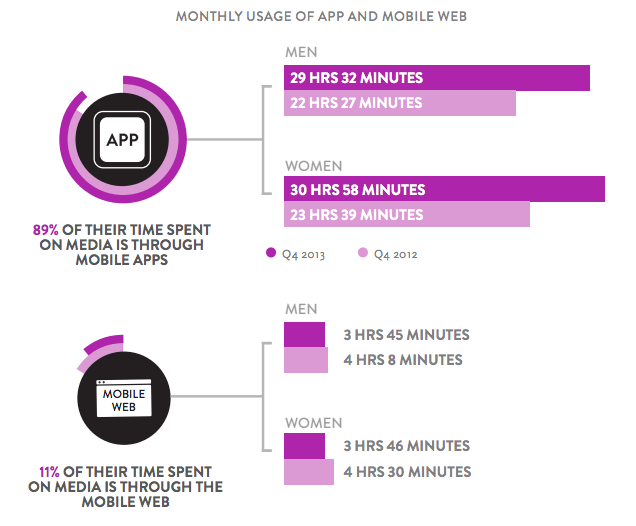 MONTHLY USAGE OF APP AND MOBILE WEB
MEN
29 HRS 32 MINUTES
22 HRS 27 MINUTES
APP
WOMEN
30 HRS 58 MINUTES
23 HRS 39 MINUTES
89% OF THEIR TIME SPENT
ON MEDIA IS THROUGH
MOBILE APPS
Q4 2013
Q4 2012
MEN
3 HRS 45 MINUTES
4 HRS 8 MINUTES
MOBILE
WEB
WOMEN
3 HRS 46 MINUTES
4 HRS 30 MINUTES
11% OF THEIR TIME SPENT
ON MEDIA IS THROUGH THE
MOBILE WEB